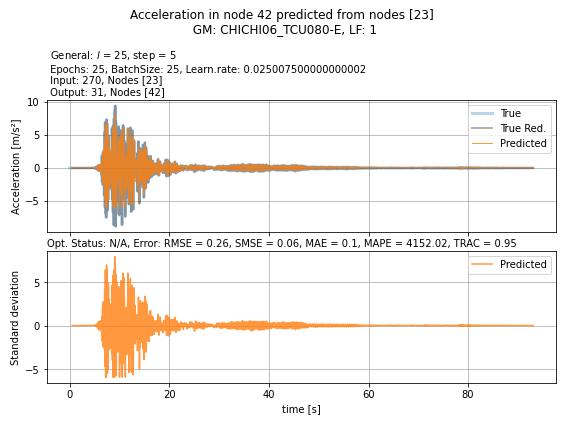 Acceleration in node 42 predicted from nodes [23]
GM: CHICHI06_TCU080-E, LF: 1
General: l = 25, step = 5
Epochs: 25, BatchSize: 25, Learn.rate: 0.025007500000000002
Input: 270, Nodes [23]
Output: 31, Nodes [42]
Acceleration [m/s²]
10
5
0
−5
True
True Red.
Predicted
Opt. Status: N/A, Error: RMSE = 0.26, SMSE = 0.06, MAE = 0.1, MAPE = 4152.02, TRAC = 0.95
Standard deviation
5
0
−5
Predicted
0 20 40 60 80
time [s]